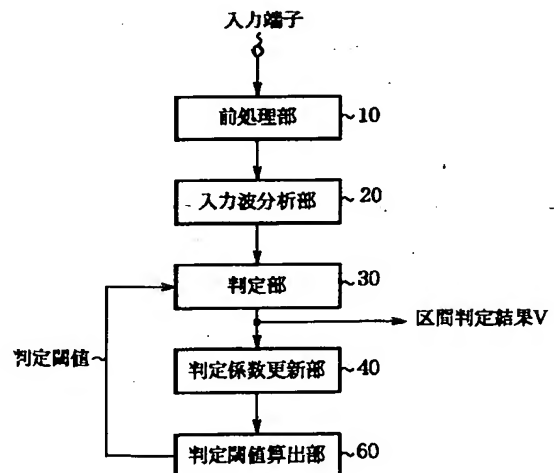 入力端子
前処理部
10
入力波分析部
20
判定部
30
区間判定結果V
判定閾値
判定係数更新部
40
判定閾値算出部
60